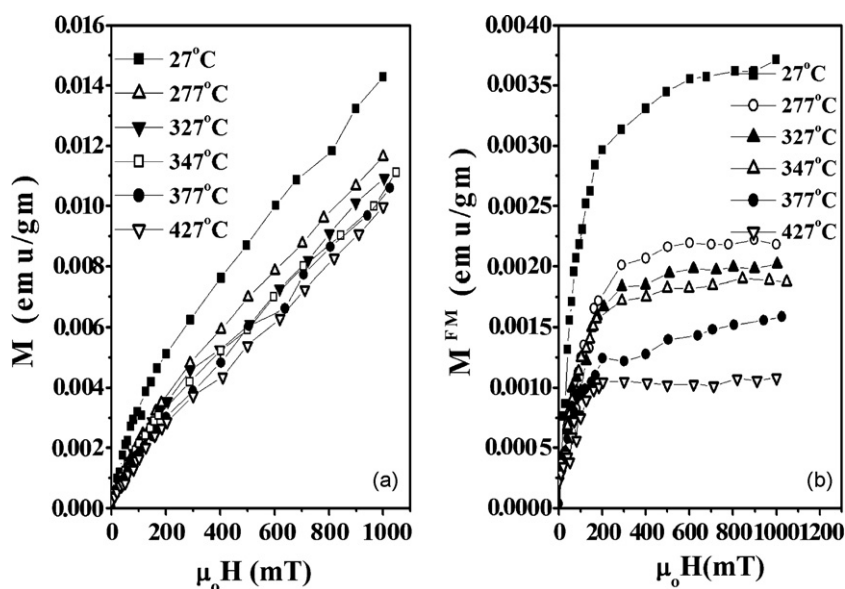 0.016
0.014
0.012
0.010
0.008
0.006
0.004
0.002
0.000
M (emu/gm)
27°C
277°C
327°C
347°C
377°C
427°C
(a)
0 200 400 600 800 1000
μ₀H (mT)
0.0040
0.0035
0.0030
0.0025
0.0020
0.0015
0.0010
0.0005
0.0000
M^FM (emu/gm)
27°C
277°C
327°C
347°C
377°C
427°C
(b)
0 200 400 600 800 1000 1200
μ₀H(mT)